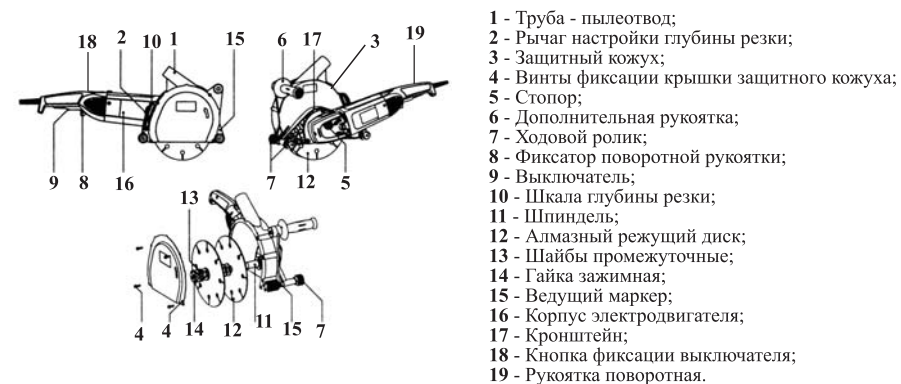 18 2 10 1 15 6 17 3 19
9 8 16 7 12 5
13
4 4 14 12 11 15 7
1 - Труба - пылеотвод;
2 - Рычаг настройки глубины резки;
3 - Защитный кожух;
4 - Винты фиксации крышки защитного кожуха;
5 - Стопор;
6 - Дополнительная рукоятка;
7 - Ходовой ролик;
8 - Фиксатор поворотной рукоятки;
9 - Выключатель;
10 - Шкала глубины резки;
11 - Шпиндель;
12 - Алмазный режущий диск;
13 - Шайбы промежуточные;
14 - Гайка зажимная;
15 - Ведущий маркер;
16 - Корпус электродвигателя;
17 - Кронштейн;
18 - Кнопка фиксации выключателя;
19 - Рукоятка поворотная.